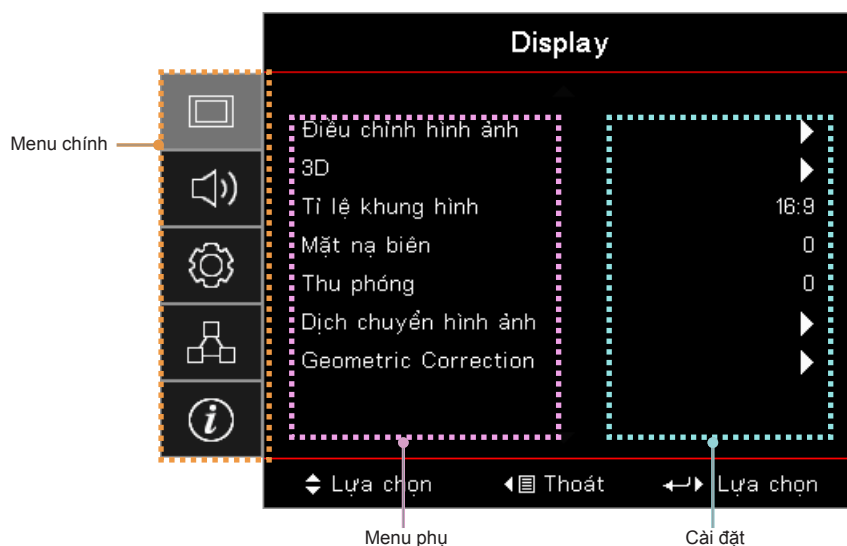 Display
Menu chính
Điều chỉnh hình ảnh
3D
Tỉ lệ khung hình 16:9
Mặt nạ biên 0
Thu phóng 0
Dịch chuyển hình ảnh
Geometric Correction
Lựa chọn Thoát Lựa chọn
Menu phụ Cài đặt